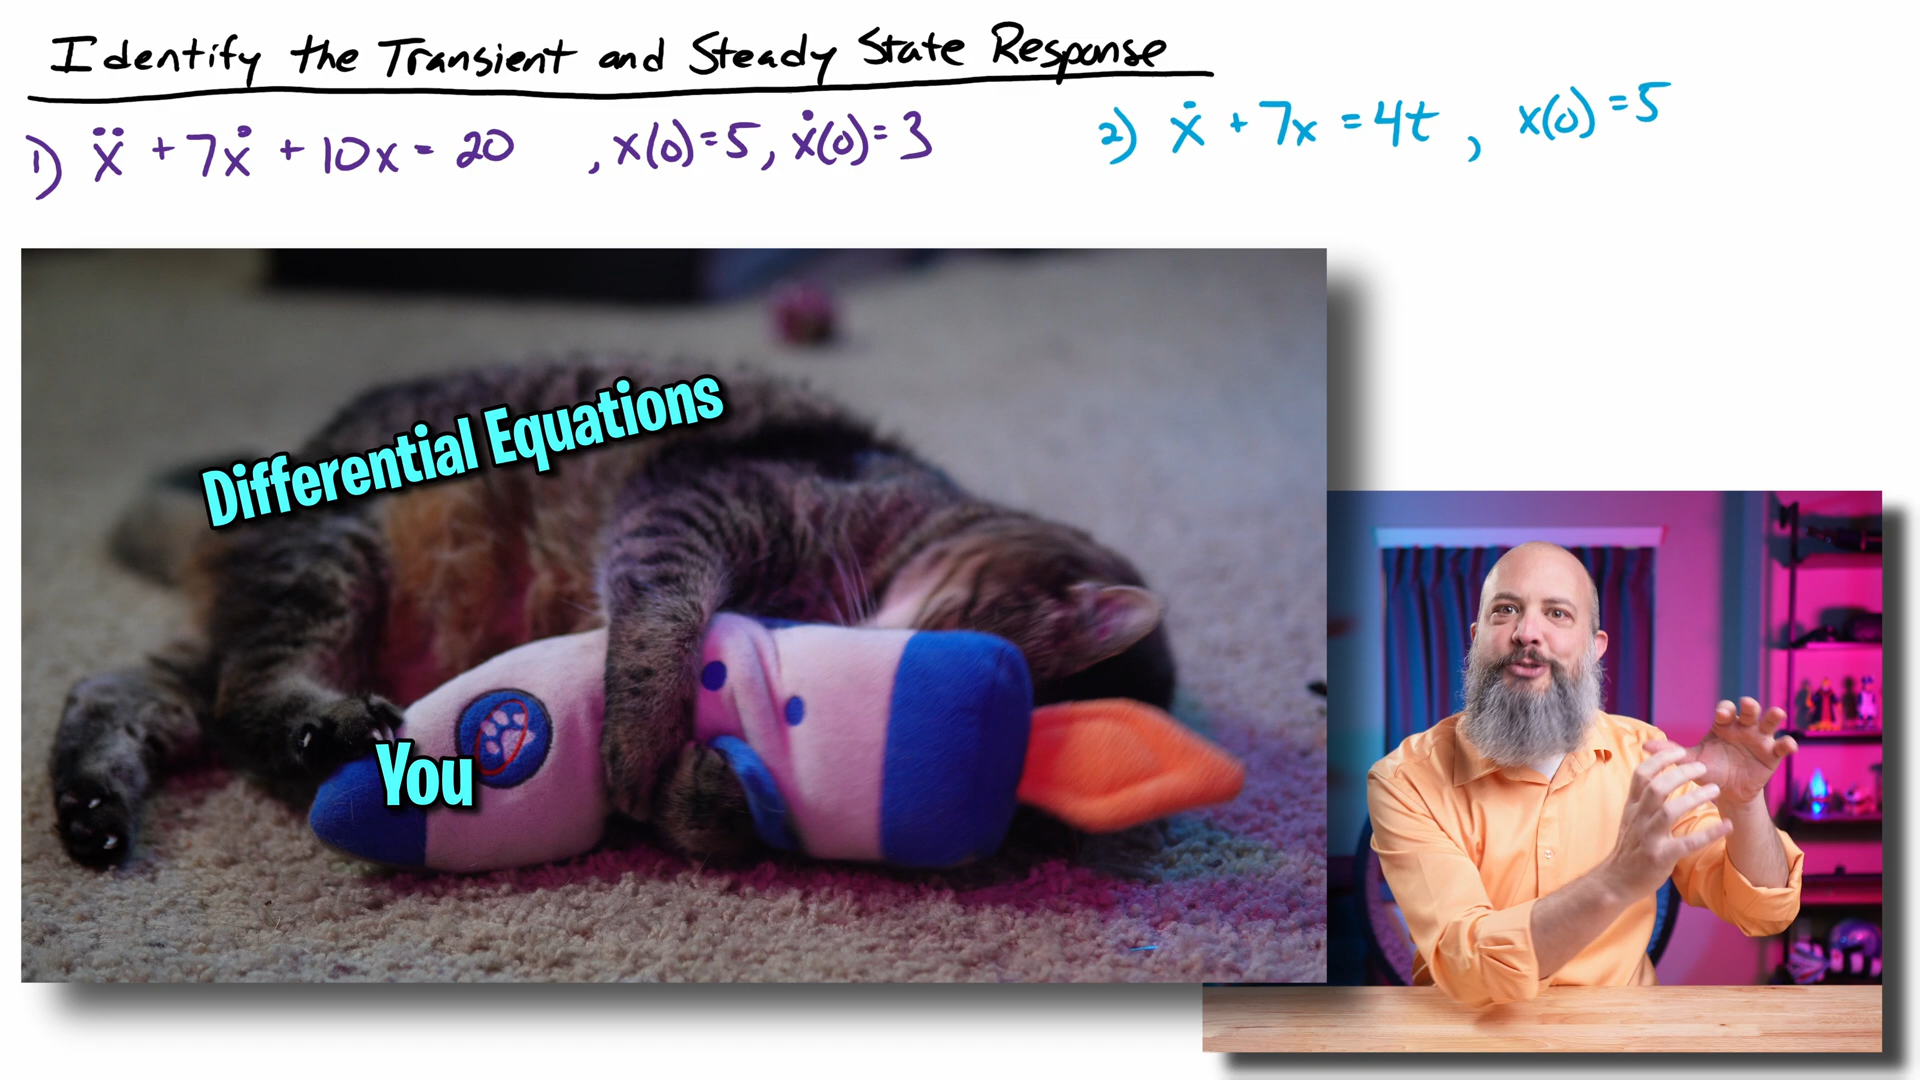 Identify the Transient and Steady State Response
1) ẍ + 7ẋ + 10x = 20 , x(0)=5, ẋ(0)=3
2) ẋ + 7x = 4t , x(0)=5
Differential Equations
You